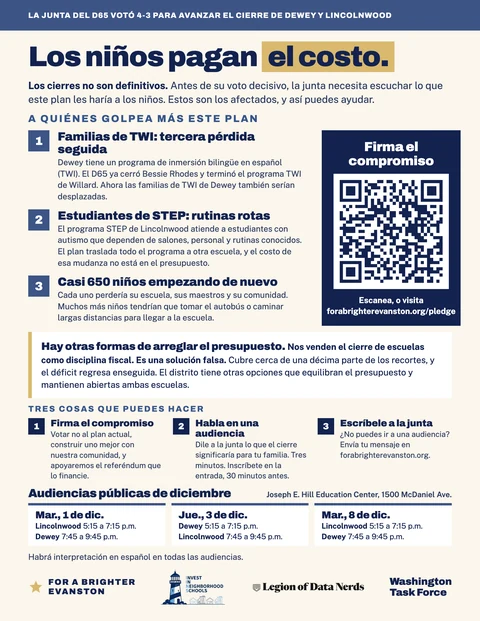 LA JUNTA DEL D65 VOTÓ 4-3 PARA AVANZAR EL CIERRE DE DEWEY Y LINCOLNWOOD
Los niños pagan el costo.
Los cierres no son definitivos. Antes de su voto decisivo, la junta necesita escuchar lo que
este plan les haría a los niños. Estos son los afectados, y así puedes ayudar.
A QUIÉNES GOLPEA MÁS ESTE PLAN
1
Familias de TWI: tercera pérdida
seguida
Dewey tiene un programa de inmersión bilingüe en español
(TWI). El D65 ya cerró Bessie Rhodes y terminó el programa TWI
de Willard. Ahora las familias de TWI de Dewey también serían
desplazadas.
2
Estudiantes de STEP: rutinas rotas
El programa STEP de Lincolnwood atiende a estudiantes con
autismo que dependen de salones, personal y rutinas conocidos.
El plan traslada todo el programa a otra escuela, y el costo de
esa mudanza no está en el presupuesto.
3
Casi 650 niños empezando de nuevo
Cada uno perdería su escuela, sus maestros y su comunidad.
Muchos más niños tendrían que tomar el autobús o caminar
largas distancias para llegar a la escuela.
Firma el
compromiso
Escanea, o visita
forabrighterevanston.org/pledge
Hay otras formas de arreglar el presupuesto. Nos venden el cierre de escuelas
como disciplina fiscal. Es una solución falsa. Cubre cerca de una décima parte de los recortes, y
el déficit regresa enseguida. El distrito tiene otras opciones que equilibran el presupuesto y
mantienen abiertas ambas escuelas.
TRES COSAS QUE PUEDES HACER
1
Firma el compromiso
Votar no al plan actual,
construir uno mejor con
nuestra comunidad, y
apoyaremos el referéndum que
lo financie.
2
Habla en una
audiencia
Dile a la junta lo que el cierre
significaría para tu familia. Tres
minutos. Inscríbete en la
entrada, 30 minutos antes.
3
Escríbele a la junta
¿No puedes ir a una audiencia?
Envía tu mensaje en
forabrighterevanston.org.
Audiencias públicas de diciembre
Joseph E. Hill Education Center, 1500 McDaniel Ave.
Mar., 1 de dic.
Lincolnwood 5:15 a 7:15 p.m.
Dewey 7:45 a 9:45 p.m.
Jue., 3 de dic.
Dewey 5:15 a 7:15 p.m.
Lincolnwood 7:45 a 9:45 p.m.
Mar., 8 de dic.
Lincolnwood 5:15 a 7:15 p.m.
Dewey 7:45 a 9:45 p.m.
Habrá interpretación en español en todas las audiencias.
FOR A BRIGHTER
EVANSTON
INVEST
IN
NEIGHBORHOOD
SCHOOLS
Legion of Data Nerds
Washington
Task Force